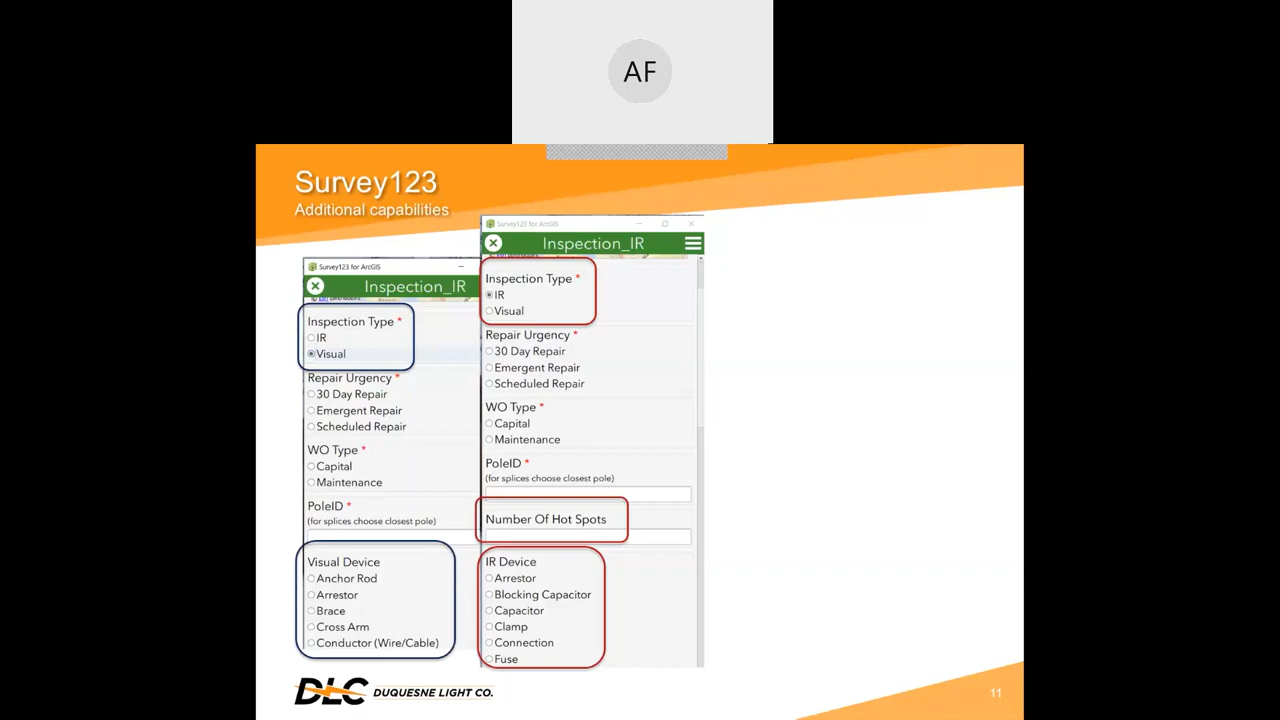 AF
Survey123
Additional capabilities
Survey123 for ArcGIS
Inspection_IR
Inspection Type *
IR
Visual
Repair Urgency *
30 Day Repair
Emergent Repair
Scheduled Repair
WO Type *
Capital
Maintenance
PoleID *
(for splices choose closest pole)
Visual Device
Anchor Rod
Arrestor
Brace
Cross Arm
Conductor (Wire/Cable)
Survey123 for ArcGIS
Inspection_IR
Inspection Type *
IR
Visual
Repair Urgency *
30 Day Repair
Emergent Repair
Scheduled Repair
WO Type *
Capital
Maintenance
PoleID *
(for splices choose closest pole)
Number Of Hot Spots
IR Device
Arrestor
Blocking Capacitor
Capacitor
Clamp
Connection
Fuse
DLC DUQUESNE LIGHT CO.
11